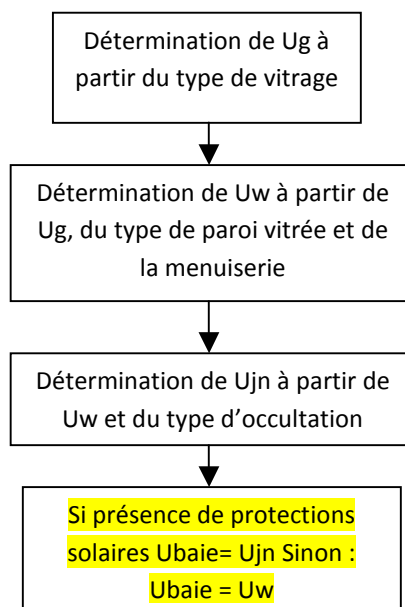 Détermination de Ug à
partir du type de vitrage
Détermination de Uw à partir de
Ug, du type de paroi vitrée et de
la menuiserie
Détermination de Ujn à partir de
Uw et du type d’occultation
Si présence de protections
solaires Ubaie= Ujn Sinon :
Ubaie = Uw